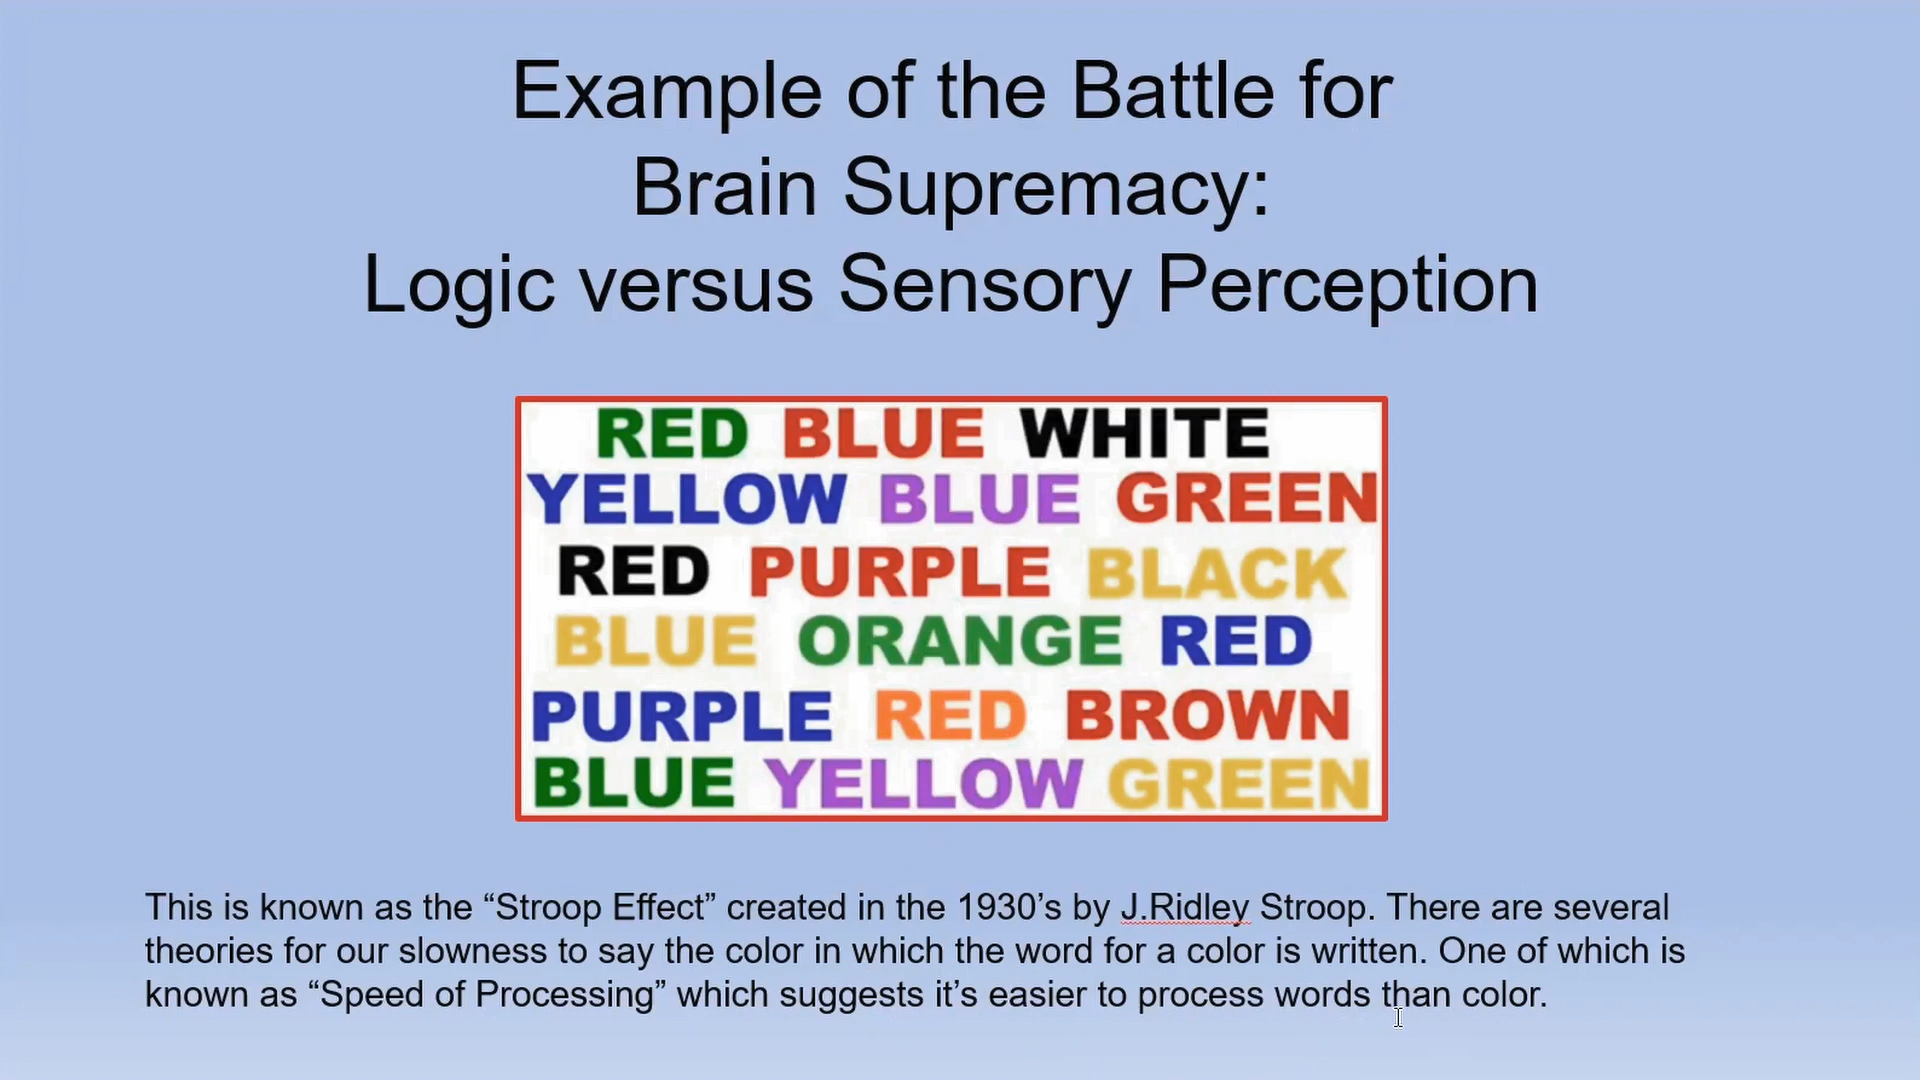 Example of the Battle for
Brain Supremacy:
Logic versus Sensory Perception
RED BLUE WHITE
YELLOW BLUE GREEN
RED PURPLE BLACK
BLUE ORANGE RED
PURPLE RED BROWN
BLUE YELLOW GREEN
This is known as the “Stroop Effect” created in the 1930’s by J.Ridley Stroop. There are several
theories for our slowness to say the color in which the word for a color is written. One of which is
known as “Speed of Processing” which suggests it’s easier to process words than color.